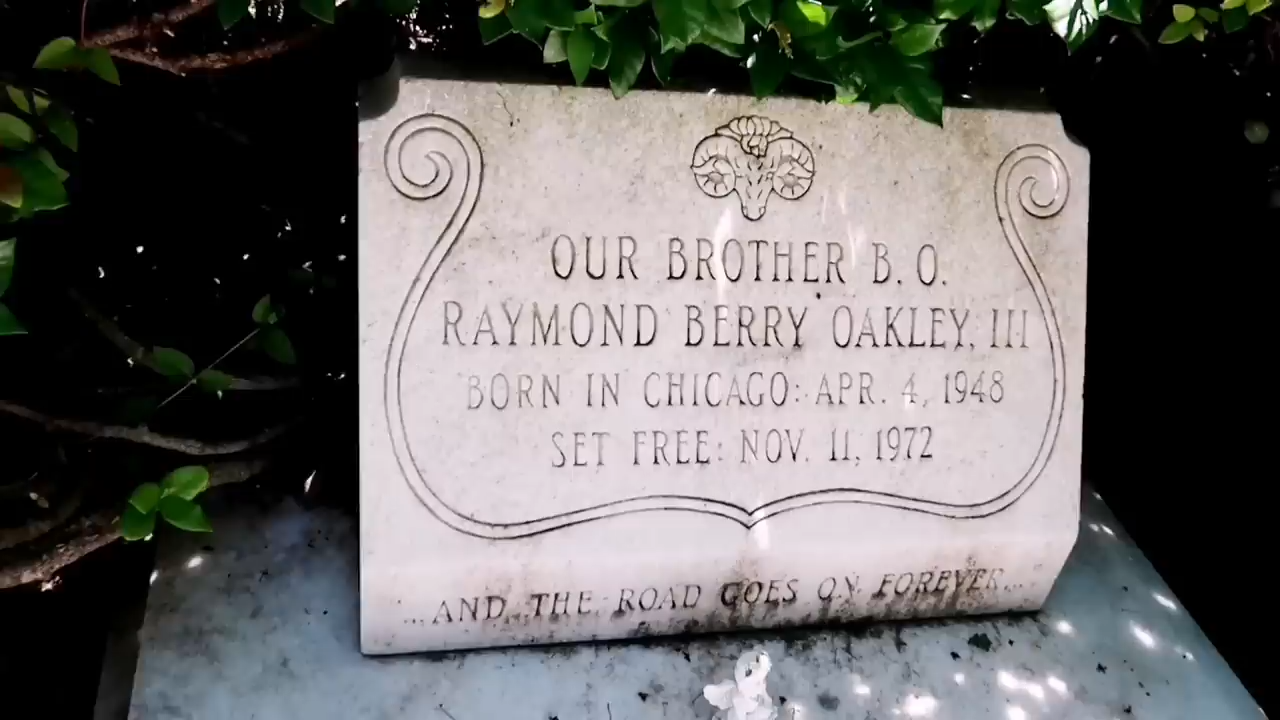 OUR BROTHER B. O.
RAYMOND BERRY OAKLEY, III
BORN IN CHICAGO: APR. 4, 1948
SET FREE: NOV. 11, 1972
...AND THE ROAD GOES ON FOREVER...